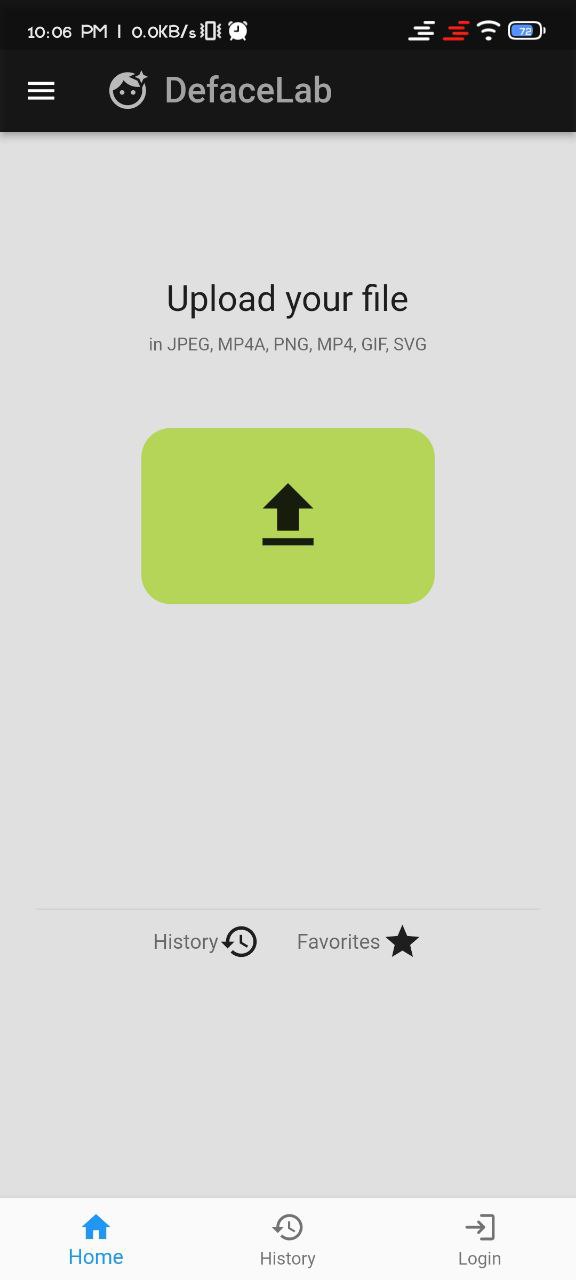 10:06 PM | 0.0KB/s
72
DefaceLab
Upload your file
in JPEG, MP4A, PNG, MP4, GIF, SVG
History Favorites
Home History Login